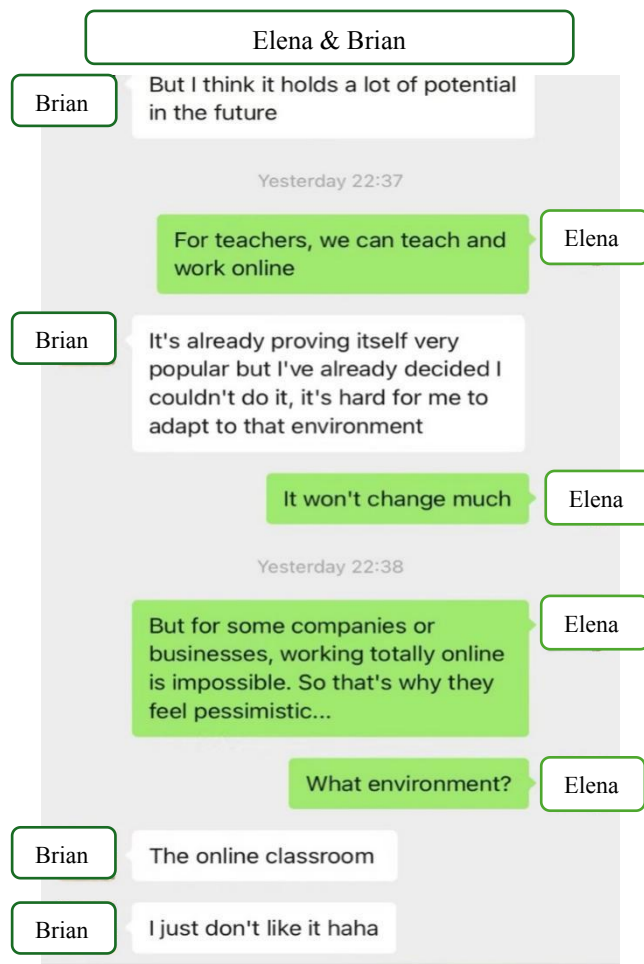 Elena & Brian
Brian
But I think it holds a lot of potential
in the future
Yesterday 22:37
For teachers, we can teach and
work online
Elena
Brian
It's already proving itself very
popular but I've already decided I
couldn't do it, it's hard for me to
adapt to that environment
It won't change much
Elena
Yesterday 22:38
But for some companies or
businesses, working totally online
is impossible. So that's why they
feel pessimistic...
Elena
What environment?
Elena
Brian
The online classroom
Brian
I just don't like it haha